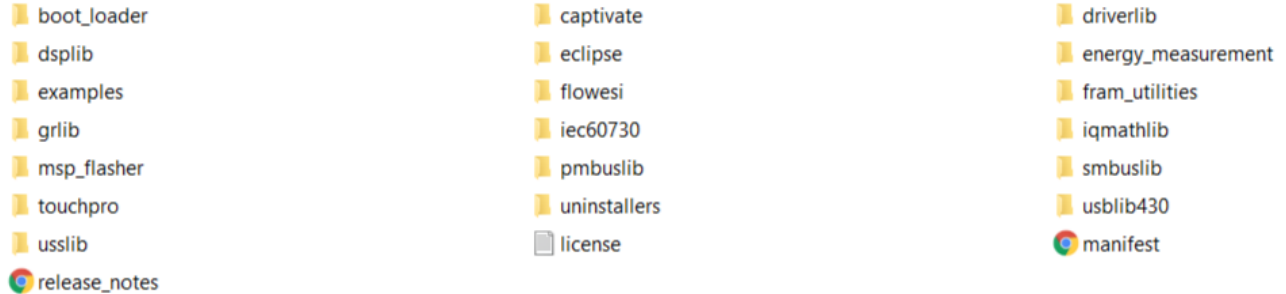 boot_loader captivate driverlib
dsplib eclipse energy_measurement
examples flowesi fram_utilities
grlib iec60730 iqmathlib
msp_flasher pmbuslib smbuslib
touchpro uninstallers usblib430
usslib license manifest
release_notes